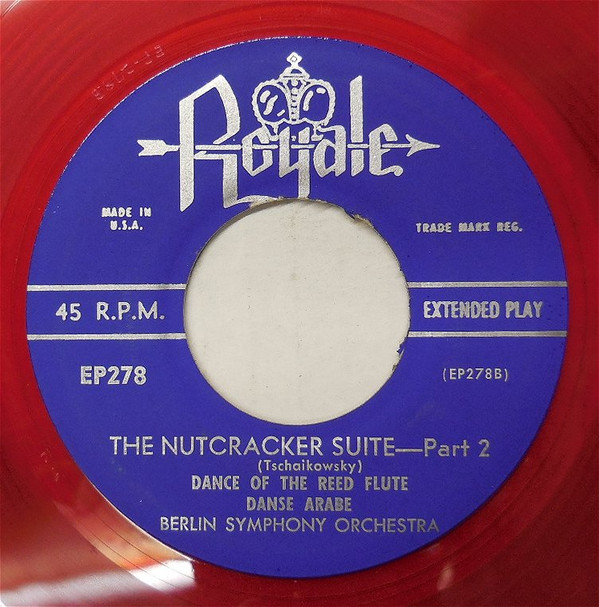 Royale
MADE IN
U.S.A.
TRADE MARK REG.
45 R.P.M.
EXTENDED PLAY
EP278
(EP278B)
THE NUTCRACKER SUITE—Part 2
(Tschaikowsky)
DANCE OF THE REED FLUTE
DANSE ARABE
BERLIN SYMPHONY ORCHESTRA